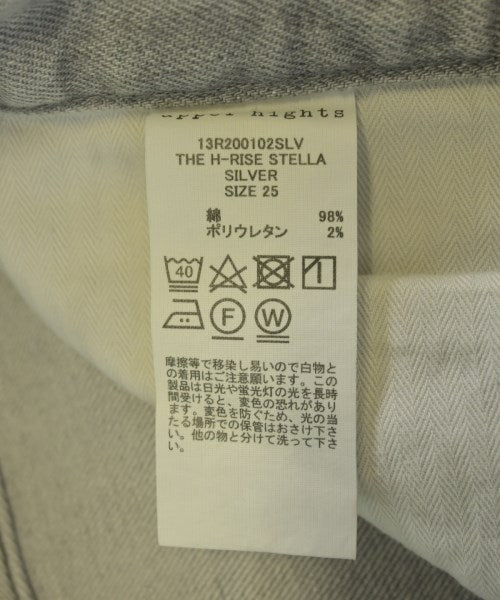 upper hights
13R200102SLV
THE H-RISE STELLA
SILVER
SIZE 25
綿 98%
ポリウレタン 2%
40
F W
摩擦等で移染し易いので白物と
の着用はご注意願います。この
製品は日光や蛍光灯の光を長時
間受けると、変色の恐れがあり
ます。変色を防ぐため、光の当
たる場所での保管はおさけ下さ
い。他の物と分けて洗って下さ
い。